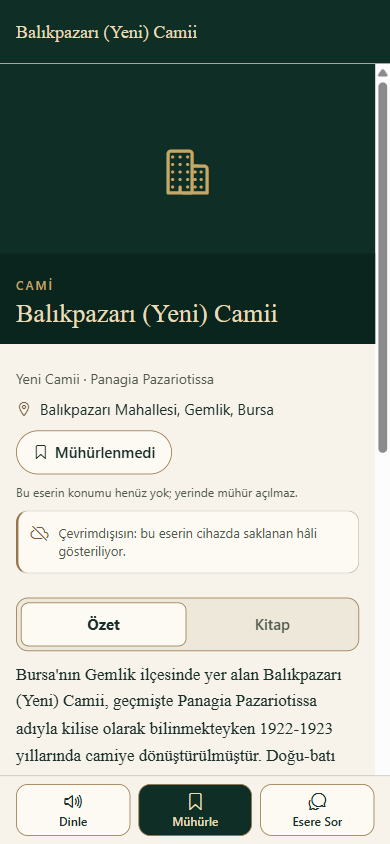 Balıkpazarı (Yeni) Camii
CAMİ
Balıkpazarı (Yeni) Camii
Yeni Camii · Panagia Pazariotissa
Balıkpazarı Mahallesi, Gemlik, Bursa
Mühürlenmedi
Bu eserin konumu henüz yok; yerinde mühür açılmaz.
Çevrimdışısın: bu eserin cihazda saklanan hâli
gösteriliyor.
Özet
Kitap
Bursa'nın Gemlik ilçesinde yer alan Balıkpazarı
(Yeni) Camii, geçmişte Panagia Pazariotissa
adıyla kilise olarak bilinmekteyken 1922-1923
yıllarında camiye dönüştürülmüştür. Doğu-batı
Dinle
Mühürle
Esere Sor